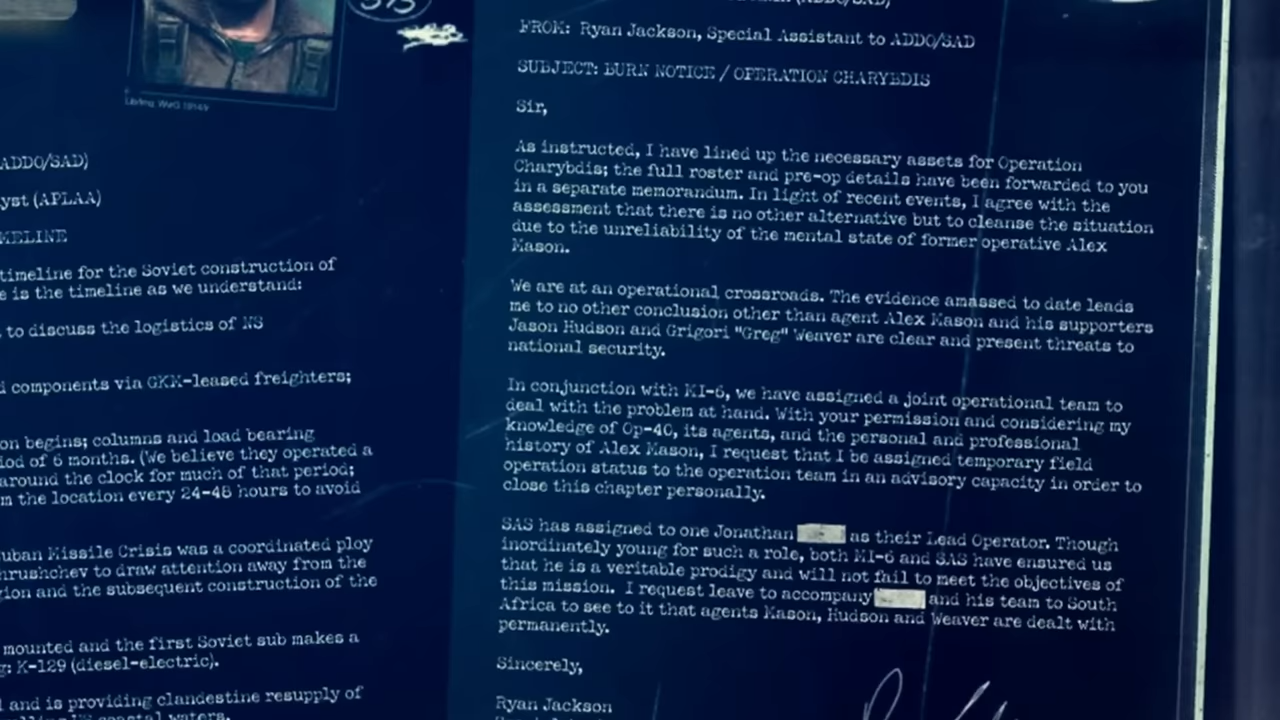 ADDO/SAD)
yst (APLAA)
MELINE
timeline for the Soviet construction of
e is the timeline as we understand:
, to discuss the logistics of NS
d components via GKM-leased freighters;
on begins; columns and load bearing
iod of 6 months. (We believe they operated a
around the clock for much of that period;
m the location every 24-48 hours to avoid
uban Missile Crisis was a coordinated ploy
hrushchev to draw attention away from the
gion and the subsequent construction of the
mounted and the first Soviet sub makes a
g: K-129 (diesel-electric).
l and is providing clandestine resupply of
coastal waters.
(ADDO/SAD)
FROM: Ryan Jackson, Special Assistant to ADDO/SAD
SUBJECT: BURN NOTICE / OPERATION CHARYBDIS
Sir,
As instructed, I have lined up the necessary assets for Operation
Charybdis; the full roster and pre-op details have been forwarded to you
in a separate memorandum. In light of recent events, I agree with the
assessment that there is no other alternative but to cleanse the situation
due to the unreliability of the mental state of former operative Alex
Mason.
We are at an operational crossroads. The evidence amassed to date leads
me to no other conclusion other than agent Alex Mason and his supporters
Jason Hudson and Grigori "Greg" Weaver are clear and present threats to
national security.
In conjunction with MI-6, we have assigned a joint operational team to
deal with the problem at hand. With your permission and considering my
knowledge of Op-40, its agents, and the personal and professional
history of Alex Mason, I request that I be assigned temporary field
operation status to the operation team in an advisory capacity in order to
close this chapter personally.
SAS has assigned to one Jonathan as their Lead Operator. Though
inordinately young for such a role, both MI-6 and SAS have ensured us
that he is a veritable prodigy and will not fail to meet the objectives of
this mission. I request leave to accompany and his team to South
Africa to see to it that agents Mason, Hudson and Weaver are dealt with
permanently.
Sincerely,
Ryan Jackson